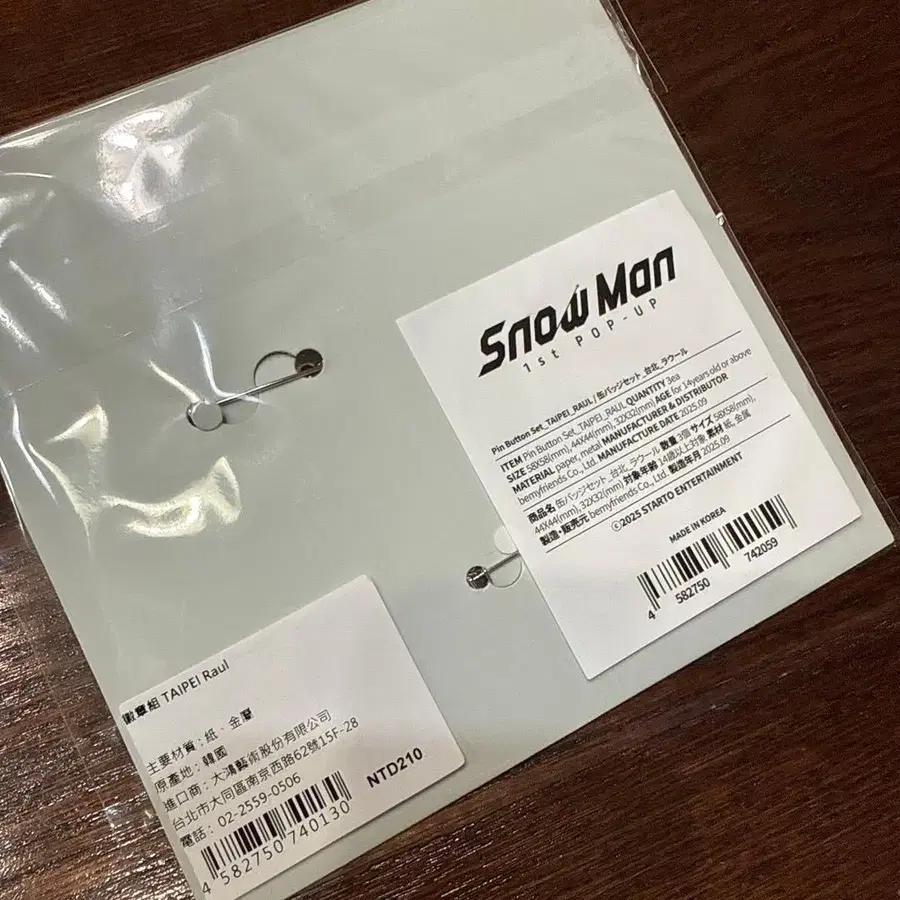 Snow Man
1st POP-UP
Pin Button Set_TAIPEI_RAUL / 缶バッジセット_台北_ラウール
ITEM Pin Button Set_TAIPEI_RAUL QUANTITY 3ea
SIZE 58X58(mm), 44X44(mm), 32X32(mm) AGE for 14years old or above
MATERIAL paper, metal MANUFACTURER & DISTRIBUTOR
bemyfriends Co., Ltd. MANUFACTURE DATE 2025.09
商品名 缶バッジセット_台北_ラウール 数量 3個 サイズ 58X58(mm),
44X44(mm), 32X32(mm) 対象年齢 14歳以上対象 素材 紙, 金属
製造・販売元 bemyfriends Co., Ltd. 製造年月 2025.09
©2025 STARTO ENTERTAINMENT
MADE IN KOREA
4 582750 742059
徽章組 TAIPEI Raul
主要材質：紙、金屬
原產地：韓國
進口商：大鴻藝術股份有限公司
台北市大同區南京西路62號15F-28
電話：02-2559-0506
NTD210
4 582750 740130